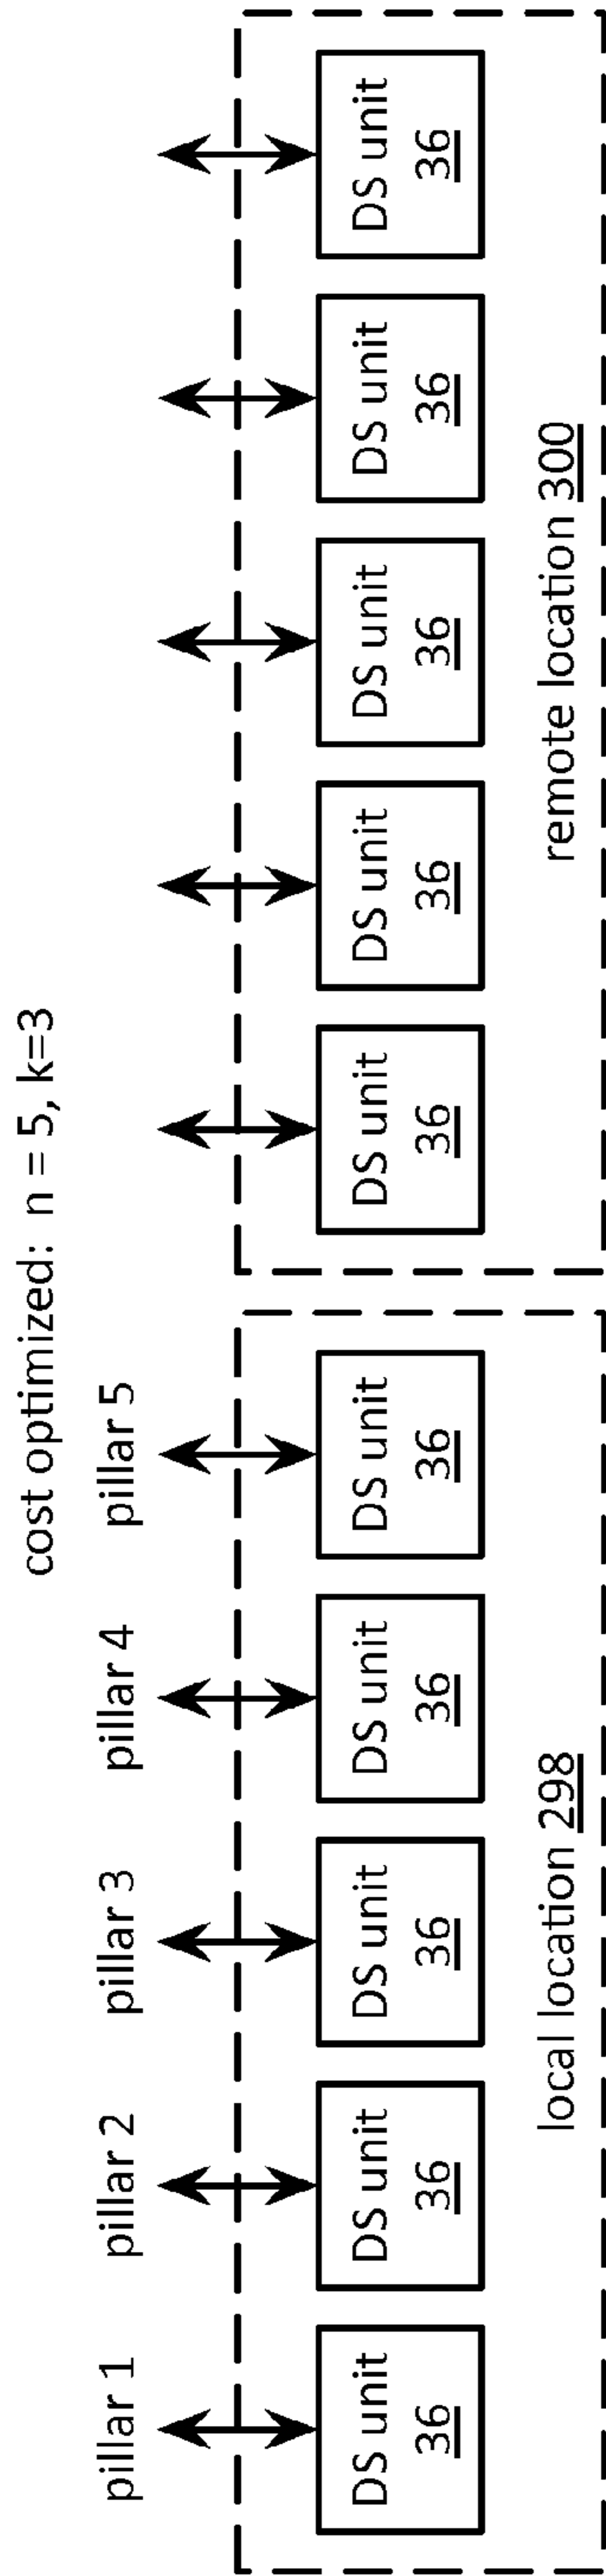 cost optimized: n = 5, k=3
pillar 1
pillar 2
pillar 3
pillar 4
pillar 5
DS unit
36
DS unit
36
DS unit
36
DS unit
36
DS unit
36
local location 298
DS unit
36
DS unit
36
DS unit
36
DS unit
36
DS unit
36
remote location 300